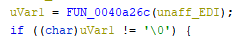 uVar1 = FUN_0040a26c(unaff_EDI);
if ((char)uVar1 != '\0') {